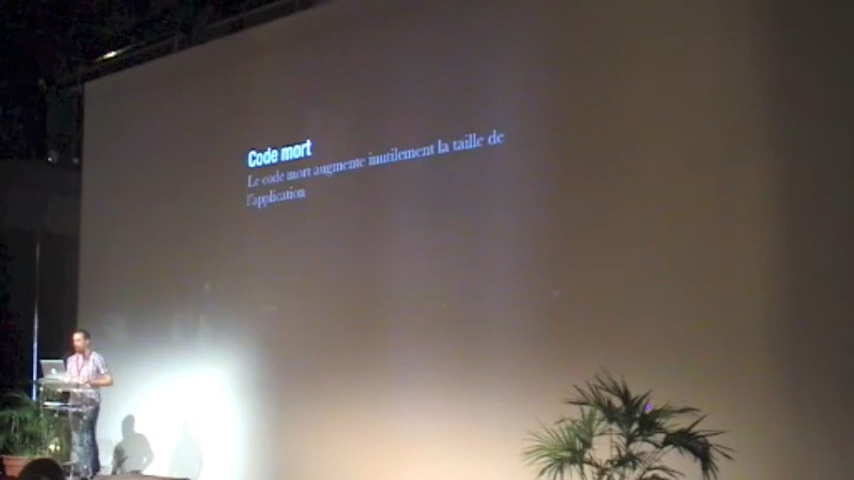 Code mort
Le code mort augmente inutilement la taille de
l'application